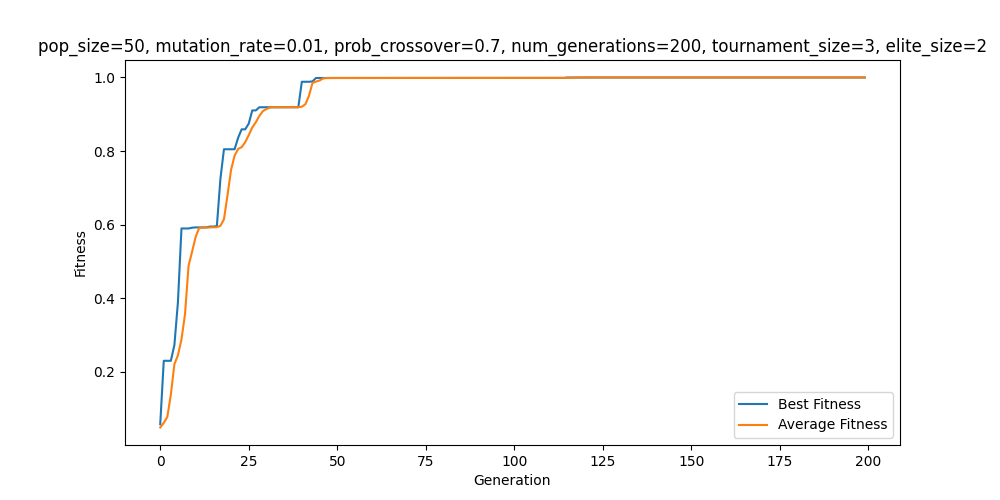 pop_size=50, mutation_rate=0.01, prob_crossover=0.7, num_generations=200, tournament_size=3, elite_size=2
1.0
0.8
0.6
0.4
0.2
Fitness
Best Fitness
Average Fitness
0 25 50 75 100 125 150 175 200
Generation